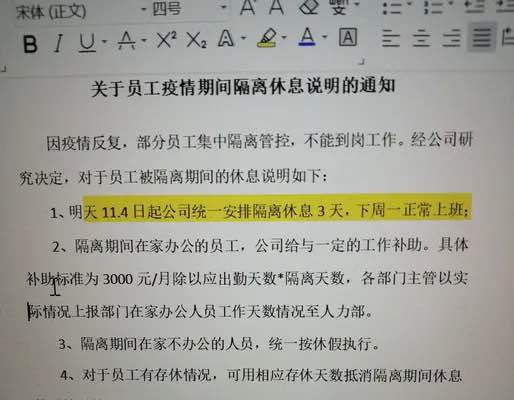 宋体 (正文) 四号
B I U A X² X₂ A A A
关于员工疫情期间隔离休息说明的通知
因疫情反复，部分员工集中隔离管控，不能到岗工作。经公司研
究决定，对于员工被隔离期间的休息说明如下：
1、明天 11.4 日起公司统一安排隔离休息 3 天，下周一正常上班；
2、隔离期间在家办公的员工，公司给与一定的工作补助。具体
补助标准为 3000 元/月除以应出勤天数*隔离天数，各部门主管以实
际情况上报部门在家办公人员工作天数情况至人力部。
3、隔离期间在家不办公的人员，统一按休假执行。
4、对于员工有存休情况，可用相应存休天数抵消隔离期间休息